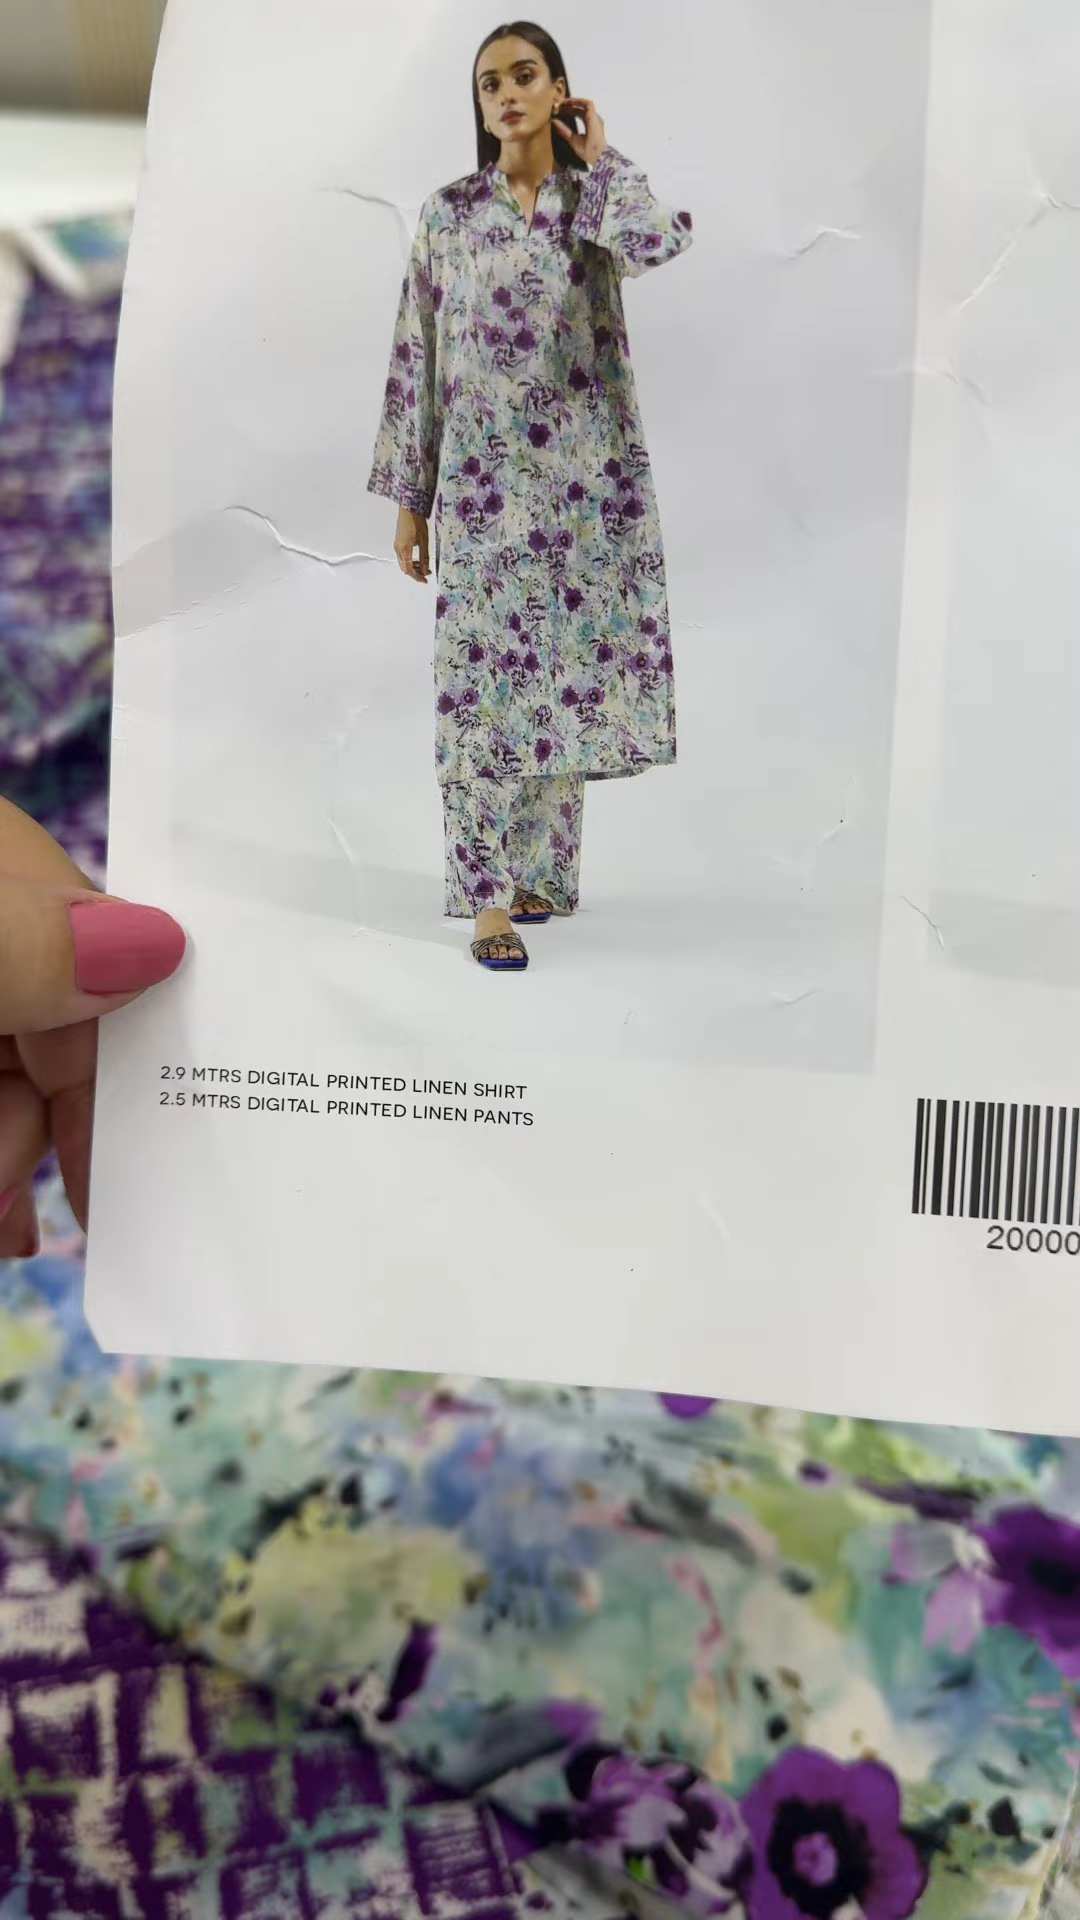 2.9 MTRS DIGITAL PRINTED LINEN SHIRT
2.5 MTRS DIGITAL PRINTED LINEN PANTS
20000